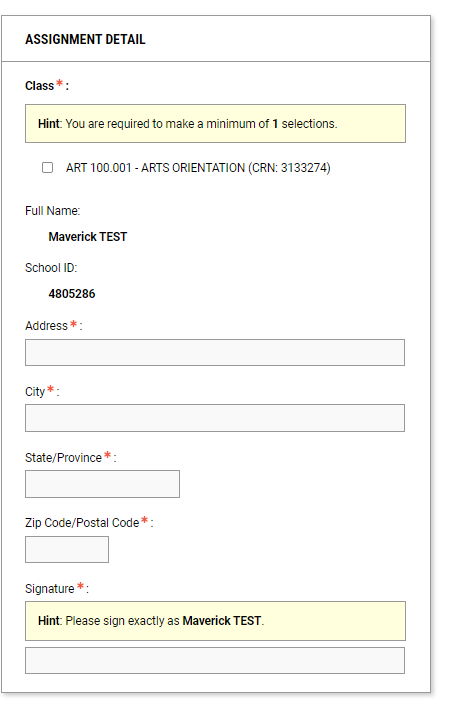 ASSIGNMENT DETAIL
Class*:
Hint: You are required to make a minimum of 1 selections.
ART 100.001 - ARTS ORIENTATION (CRN: 3133274)
Full Name:
Maverick TEST
School ID:
4805286
Address*:
City*:
State/Province*:
Zip Code/Postal Code*:
Signature*:
Hint: Please sign exactly as Maverick TEST.